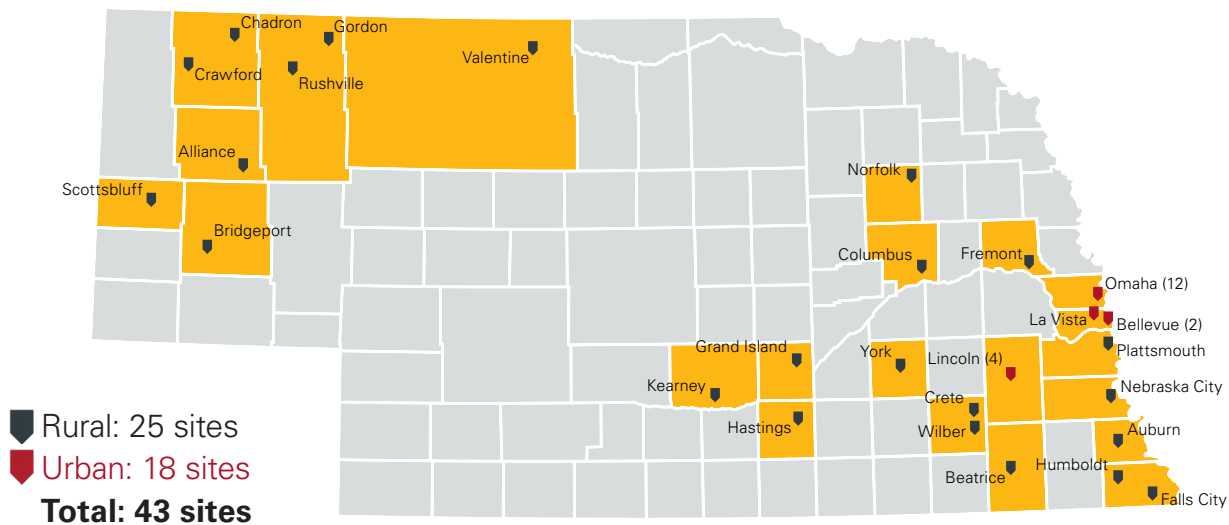 Chadron
Gordon
Valentine
Crawford
Rushville
Alliance
Scottsbluff
Bridgeport
Norfolk
Columbus
Fremont
Omaha (12)
La Vista
Bellevue (2)
Plattsmouth
Grand Island
York
Lincoln (4)
Kearney
Nebraska City
Crete
Hastings
Wilber
Auburn
Humboldt
Beatrice
Falls City
Rural: 25 sites
Urban: 18 sites
Total: 43 sites